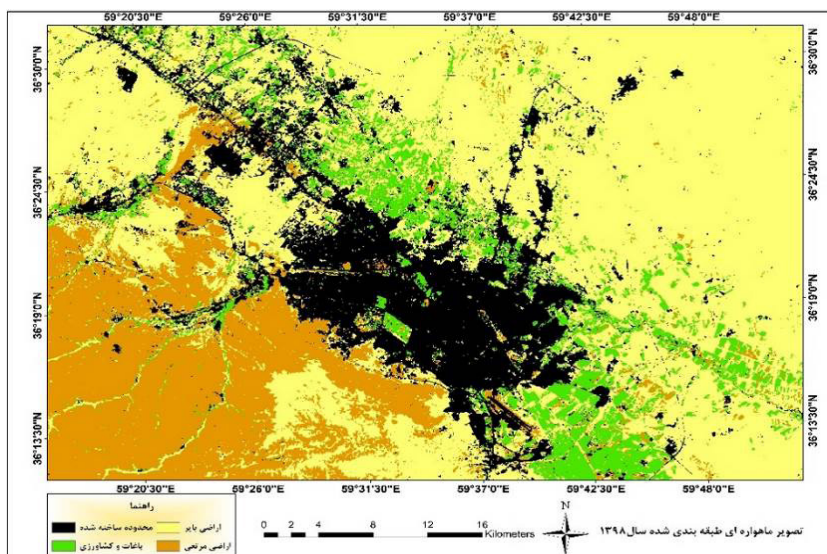 59°20'30"E 59°26'0"E 59°31'30"E 59°37'0"E 59°42'30"E 59°48'0"E
36°30'0"N 36°30'0"N
36°24'30"N 36°24'30"N
36°19'0"N 36°19'0"N
36°13'30"N 36°13'30"N
59°20'30"E 59°26'0"E 59°31'30"E 59°37'0"E 59°42'30"E 59°48'0"E
راهنما
محدوده ساخته شده اراضی بایر
باغات و کشاورزی اراضی مرتعی
0 2 4 8 12 16
Kilometers
N
تصویر ماهواره ای طبقه بندی شده سال۱۳۹۸